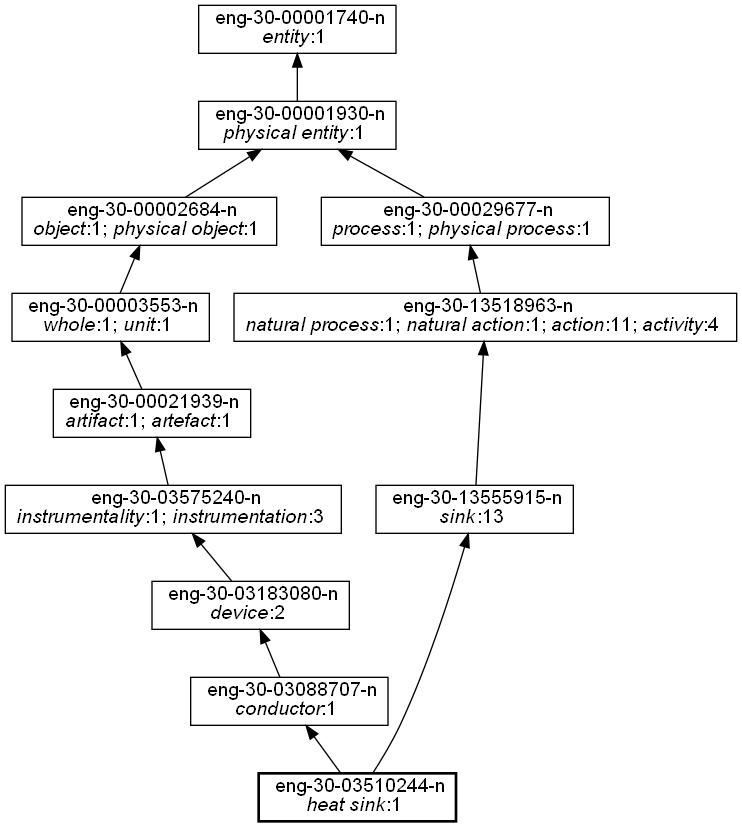 eng-30-00001740-n
entity:1
eng-30-00001930-n
physical entity:1
eng-30-00002684-n
object:1; physical object:1
eng-30-00029677-n
process:1; physical process:1
eng-30-00003553-n
whole:1; unit:1
eng-30-13518963-n
natural process:1; natural action:1; action:11; activity:4
eng-30-00021939-n
artifact:1; artefact:1
eng-30-03575240-n
instrumentality:1; instrumentation:3
eng-30-13555915-n
sink:13
eng-30-03183080-n
device:2
eng-30-03088707-n
conductor:1
eng-30-03510244-n
heat sink:1